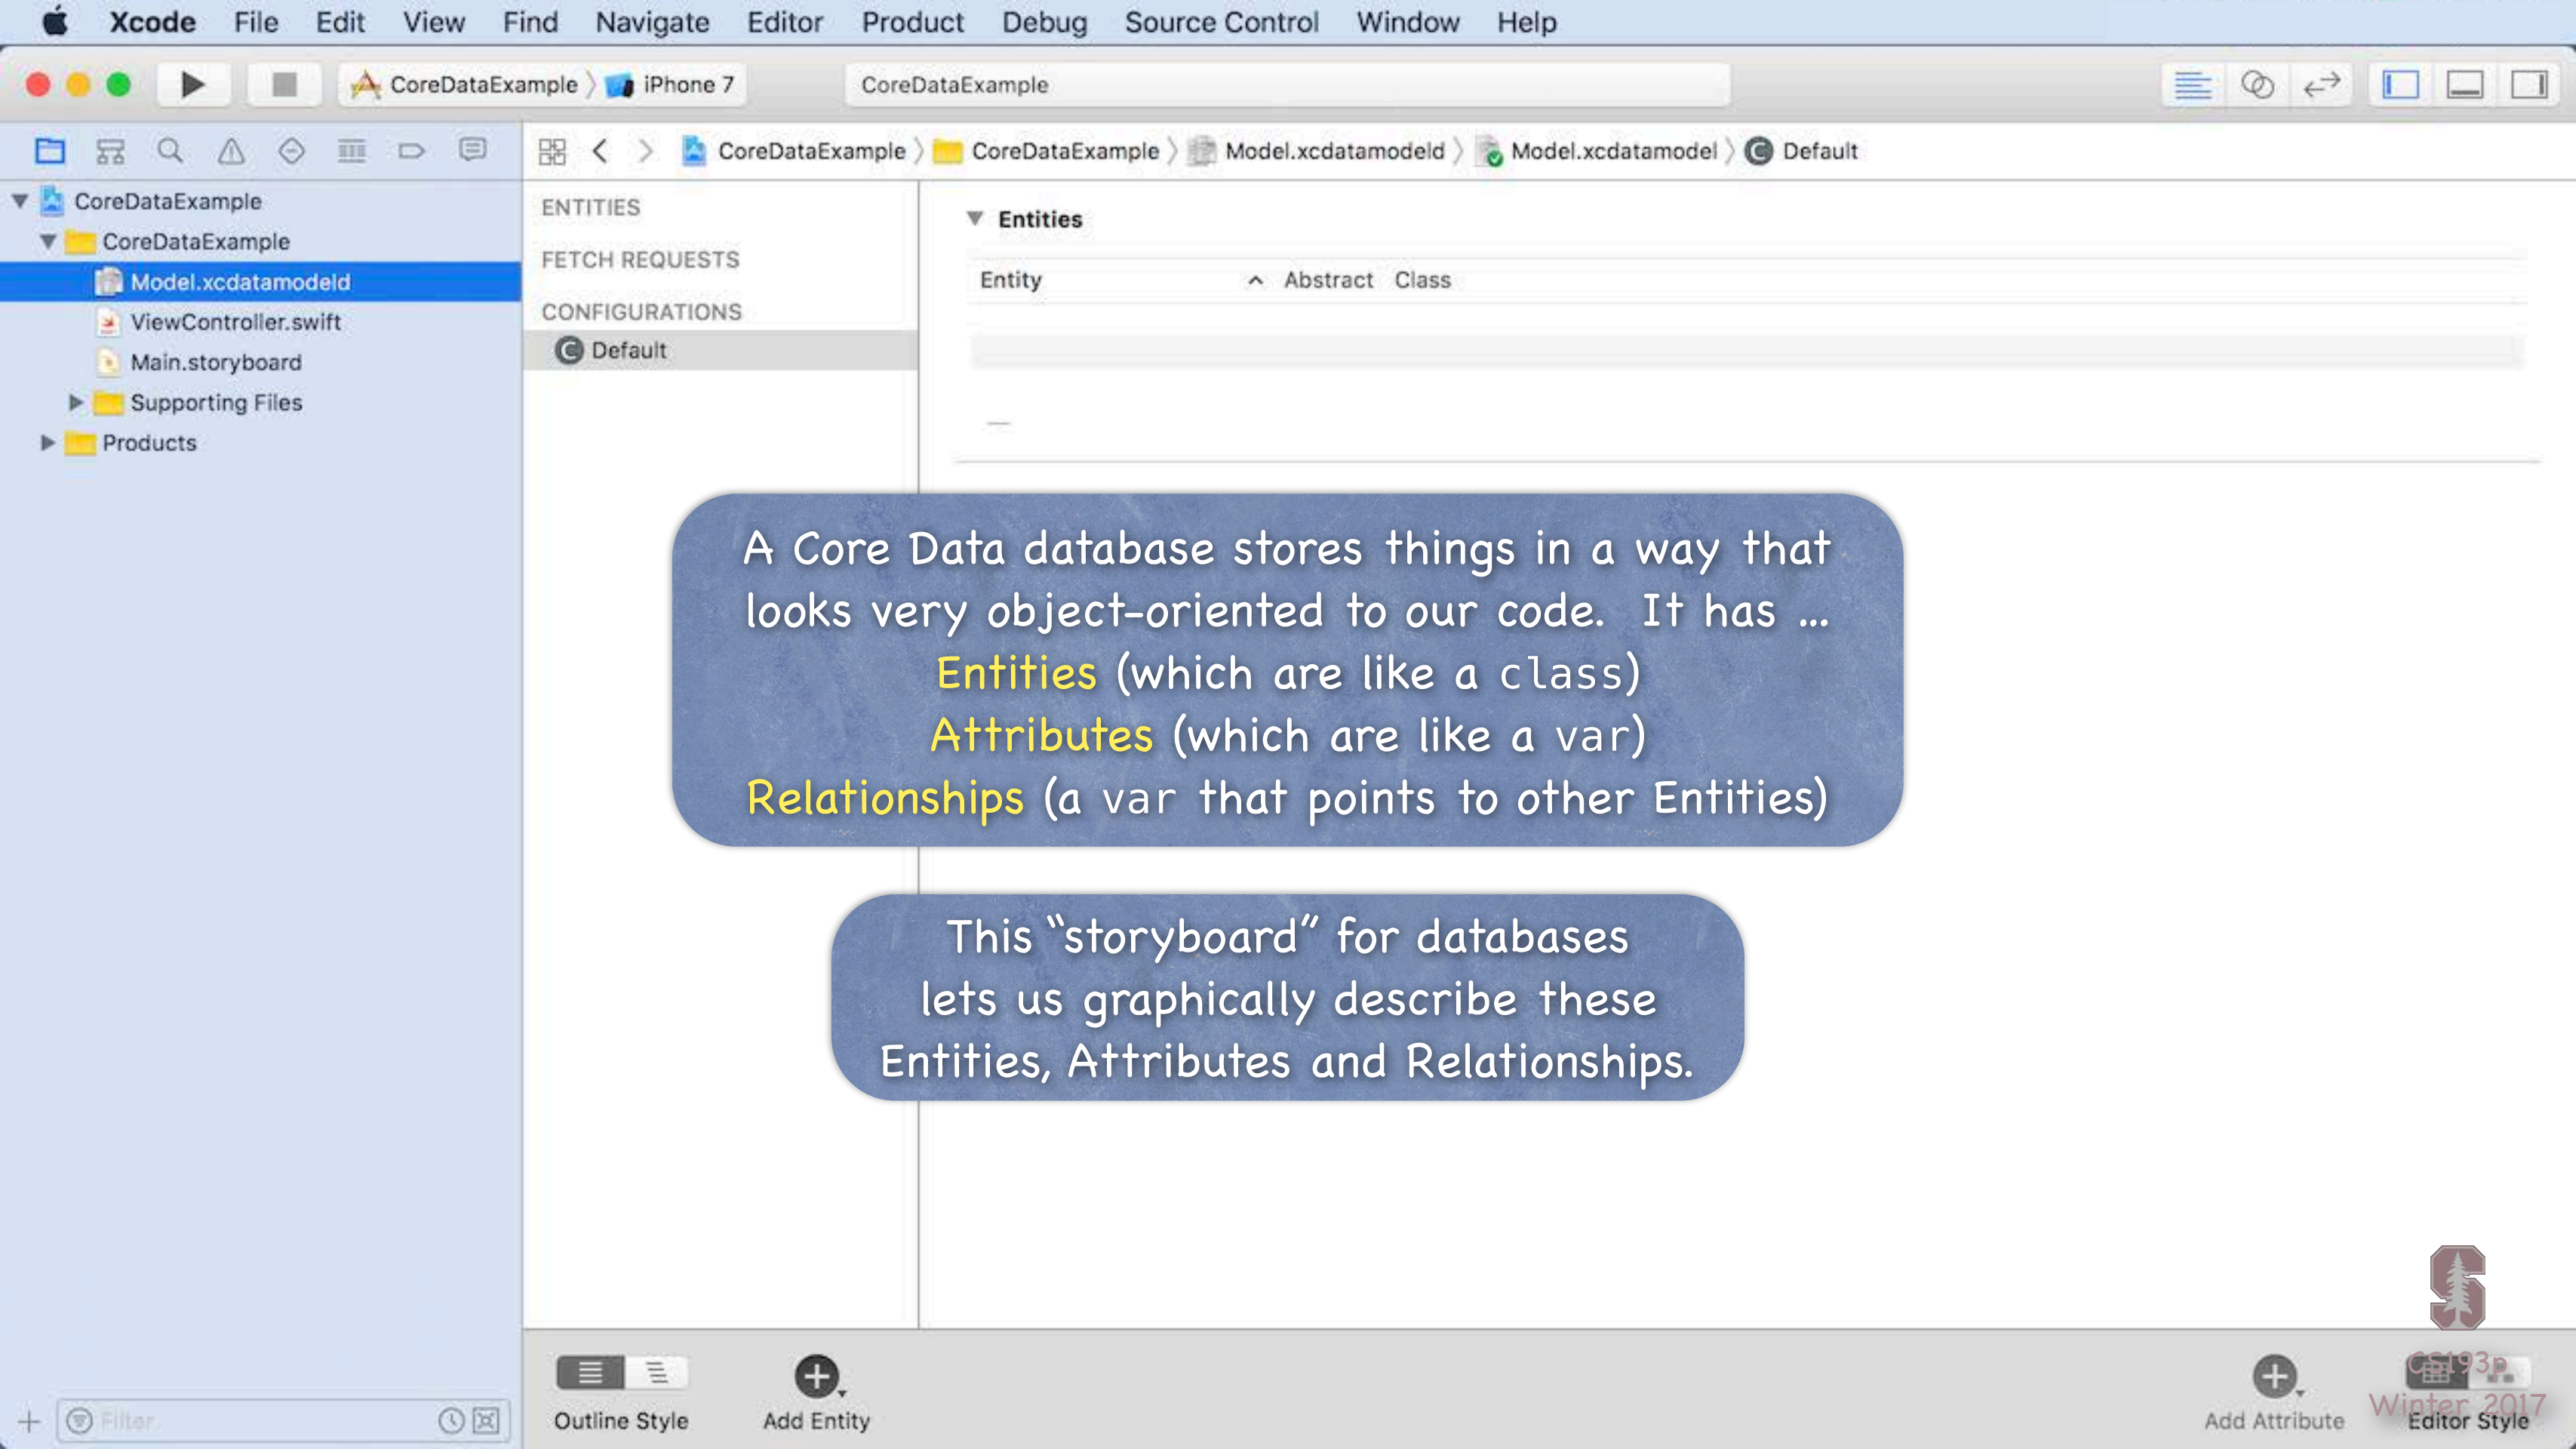 Xcode File Edit View Find Navigate Editor Product Debug Source Control Window Help
CoreDataExample iPhone 7
CoreDataExample
CoreDataExample CoreDataExample Model.xcdatamodeld Model.xcdatamodel Default
CoreDataExample
CoreDataExample
Model.xcdatamodeld
ViewController.swift
Main.storyboard
Supporting Files
Products
ENTITIES
FETCH REQUESTS
CONFIGURATIONS
Default
Entities
Entity Abstract Class
A Core Data database stores things in a way that
looks very object-oriented to our code. It has ...
Entities (which are like a class)
Attributes (which are like a var)
Relationships (a var that points to other Entities)
This “storyboard” for databases
lets us graphically describe these
Entities, Attributes and Relationships.
Filter
Outline Style
Add Entity
Add Attribute
Editor Style
CS193p
Winter 2017